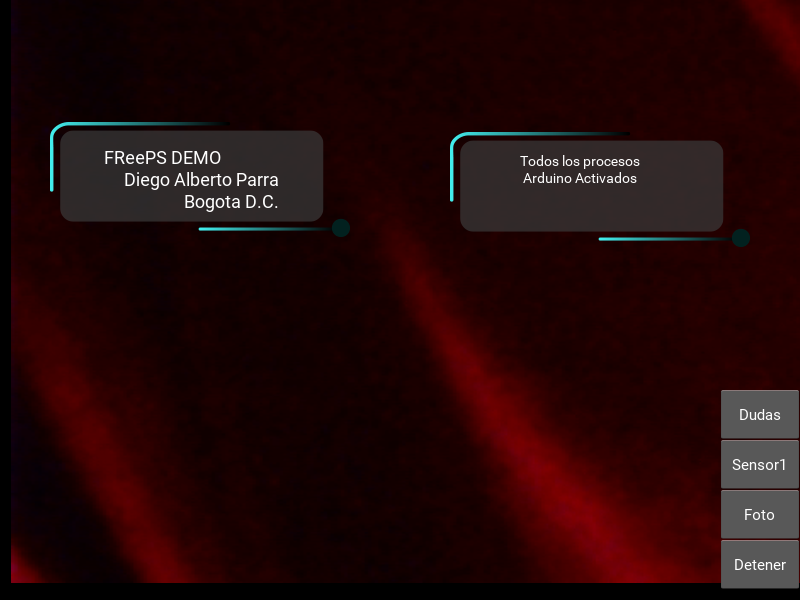 FReePS DEMO
Diego Alberto Parra
Bogota D.C.
Todos los procesos
Arduino Activados
Dudas
Sensor1
Foto
Detener